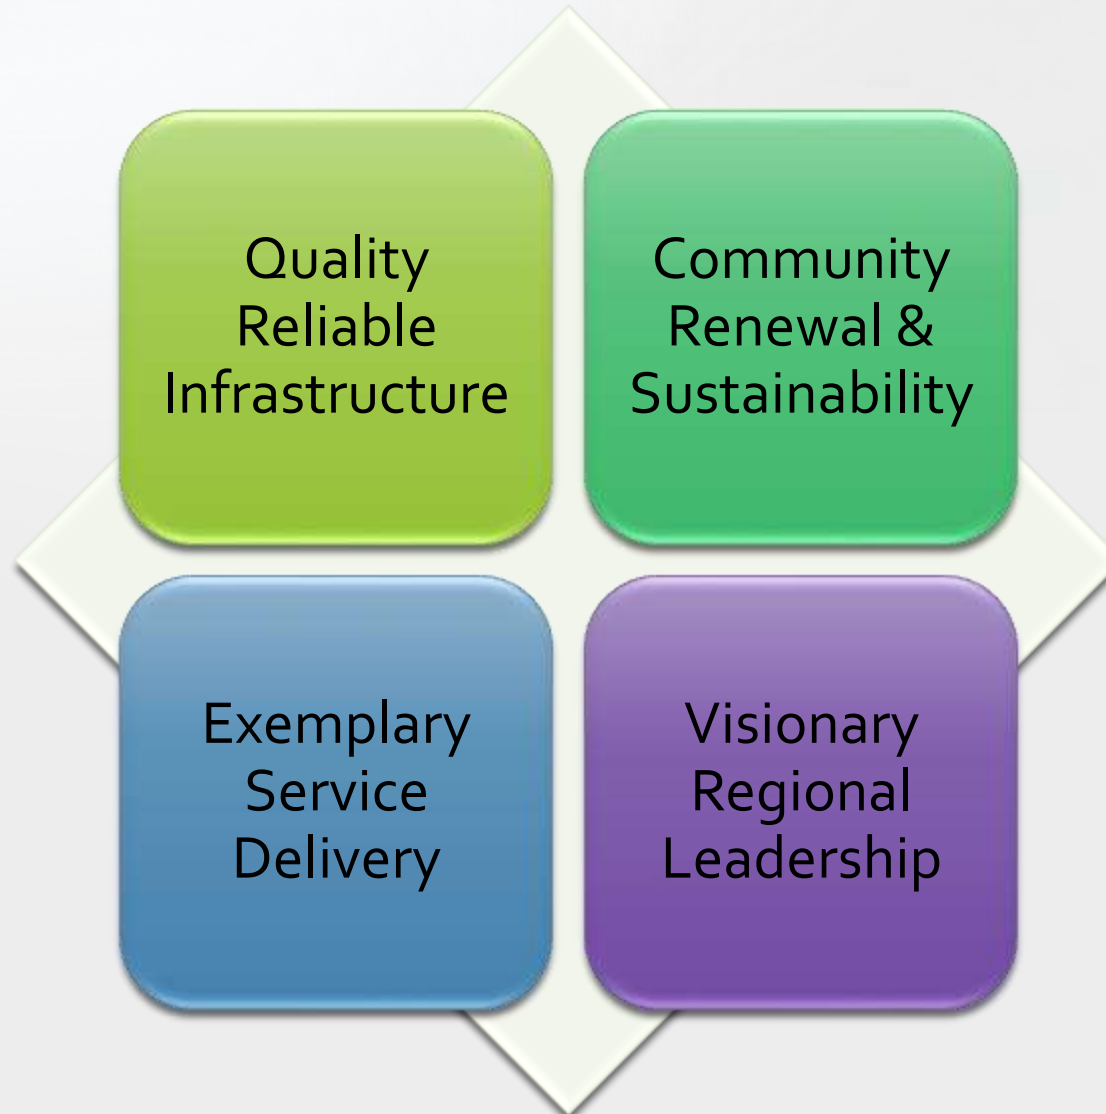 Quality
Reliable
Infrastructure
Community
Renewal &
Sustainability
Exemplary
Service
Delivery
Visionary
Regional
Leadership